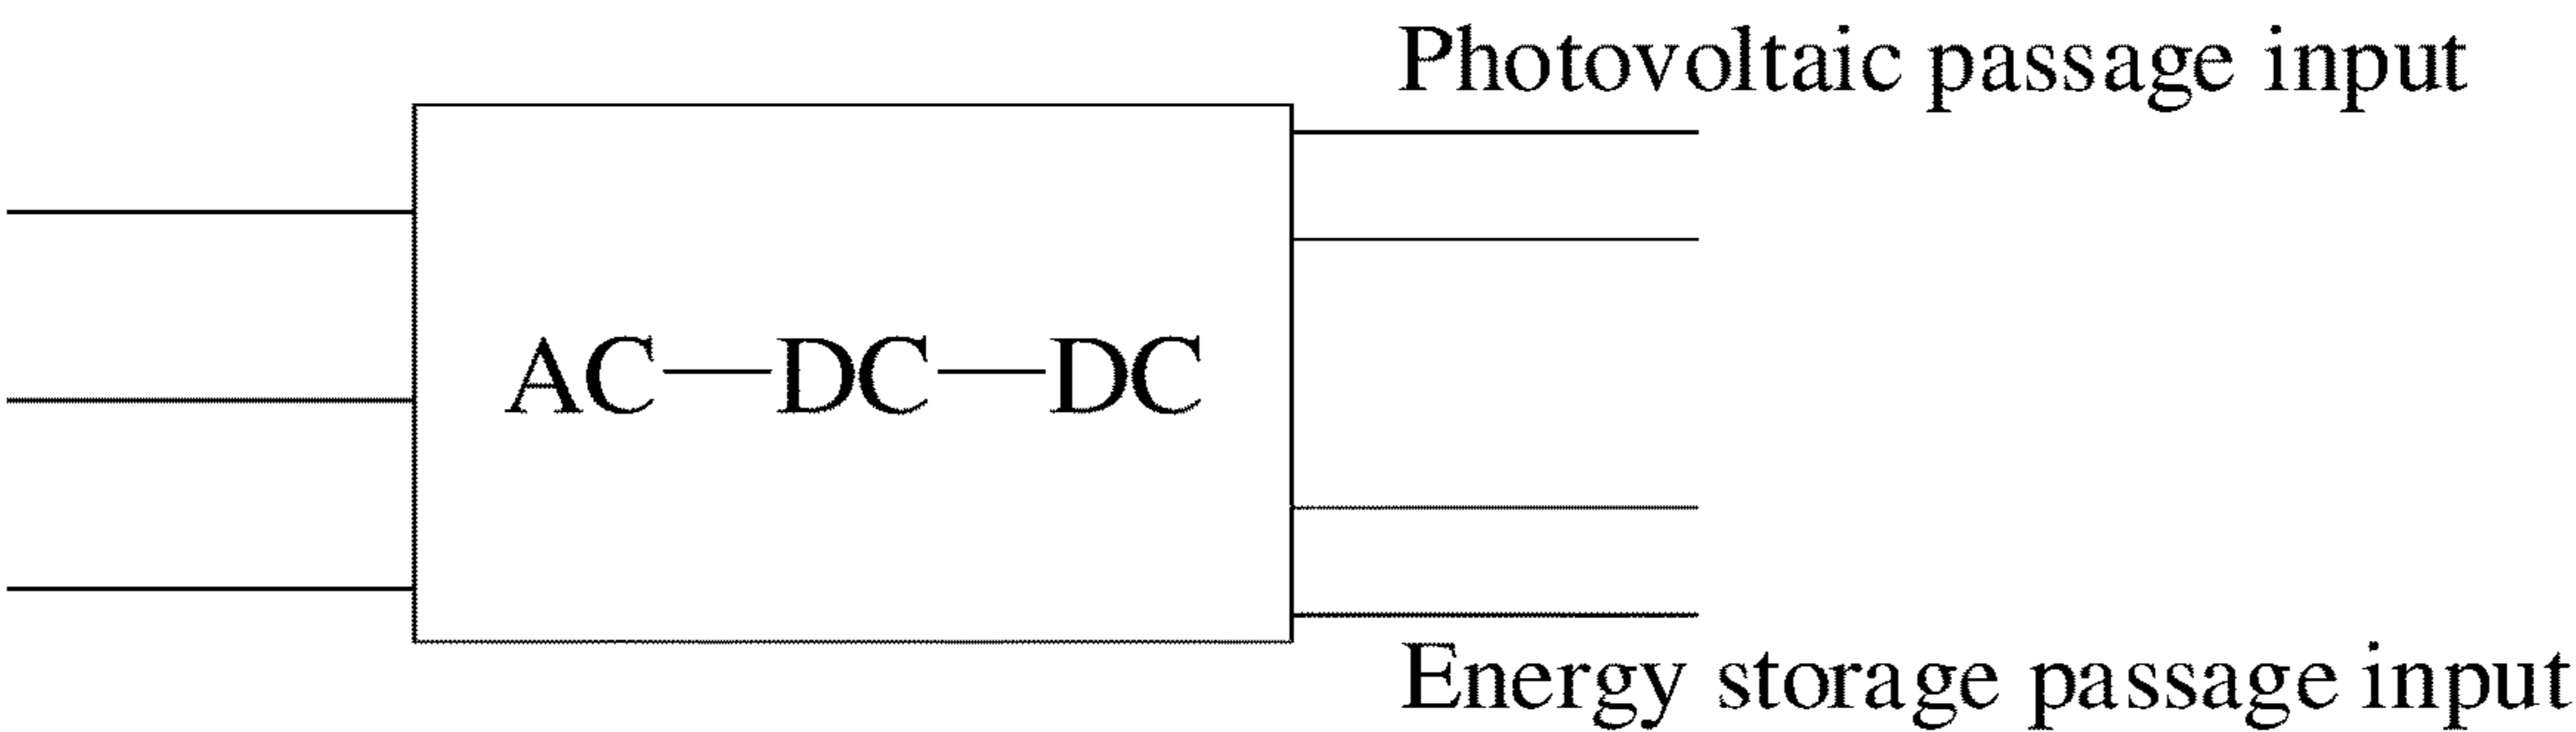 Photovoltaic passage input
AC—DC—DC
Energy storage passage input